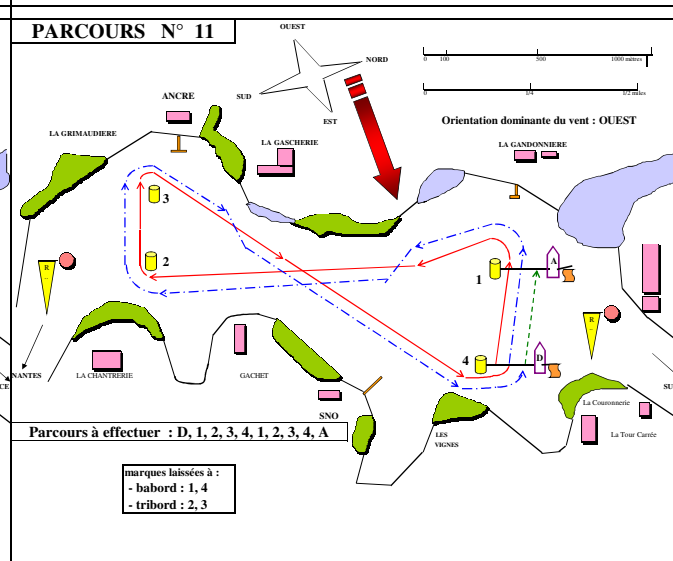 PARCOURS N° 11
OUEST
NORD
SUD
EST
0 100 500 1000 mètres
0 1/4 1/2 miles
Orientation dominante du vent : OUEST
ANCRE
LA GRIMAUDIERE
LA GASCHERIE
LA GANDONNIERE
3
2
1
A
R
R
4
D
NANTES
CE
LA CHANTRERIE
GACHET
SNO
LES
VIGNES
La Couronnerie
La Tour Carrée
SU
Parcours à effectuer : D, 1, 2, 3, 4, 1, 2, 3, 4, A
marques laissées à :
- babord : 1, 4
- tribord : 2, 3